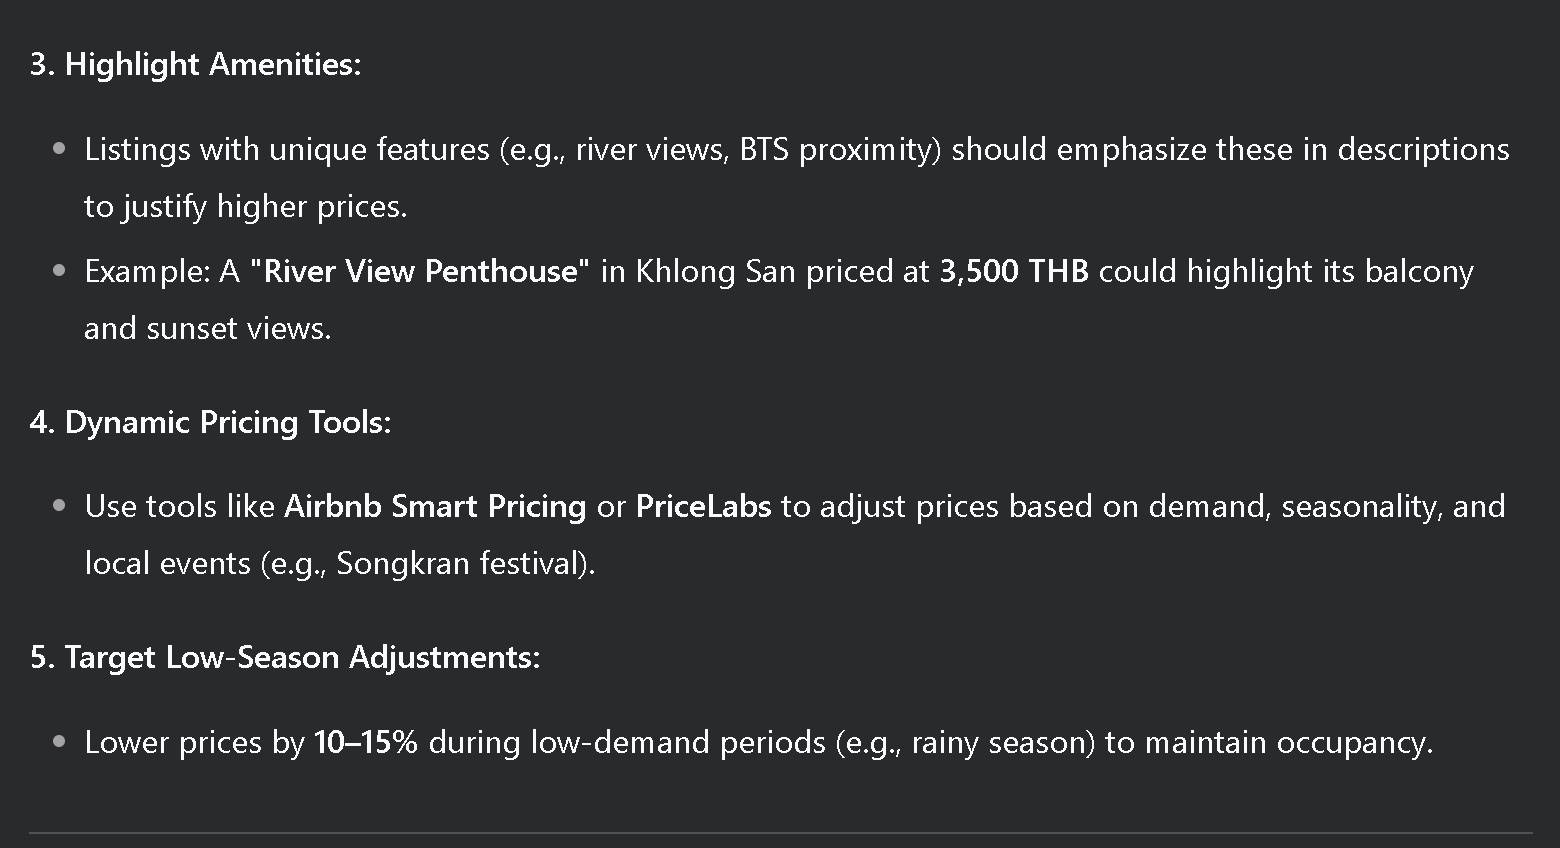 3. Highlight Amenities:
Listings with unique features (e.g., river views, BTS proximity) should emphasize these in descriptions
to justify higher prices.
Example: A "River View Penthouse" in Khlong San priced at 3,500 THB could highlight its balcony
and sunset views.
4. Dynamic Pricing Tools:
Use tools like Airbnb Smart Pricing or PriceLabs to adjust prices based on demand, seasonality, and
local events (e.g., Songkran festival).
5. Target Low-Season Adjustments:
Lower prices by 10–15% during low-demand periods (e.g., rainy season) to maintain occupancy.